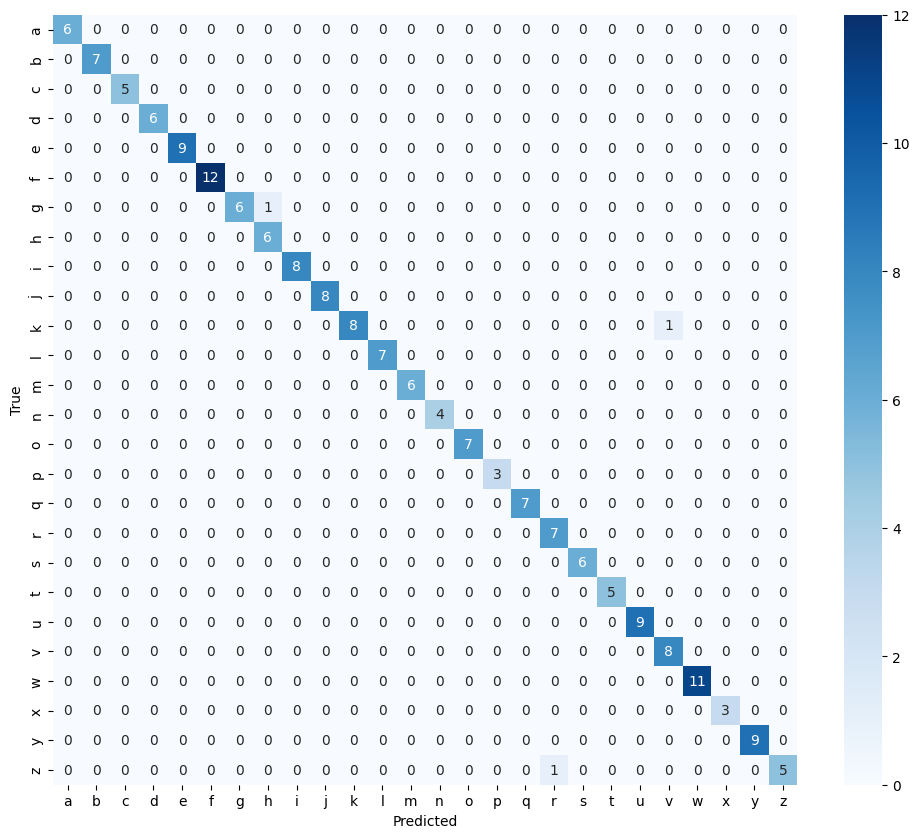 a 6 0 0 0 0 0 0 0 0 0 0 0 0 0 0 0 0 0 0 0 0 0 0 0 0 0
b 0 7 0 0 0 0 0 0 0 0 0 0 0 0 0 0 0 0 0 0 0 0 0 0 0 0
c 0 0 5 0 0 0 0 0 0 0 0 0 0 0 0 0 0 0 0 0 0 0 0 0 0 0
d 0 0 0 6 0 0 0 0 0 0 0 0 0 0 0 0 0 0 0 0 0 0 0 0 0 0
e 0 0 0 0 9 0 0 0 0 0 0 0 0 0 0 0 0 0 0 0 0 0 0 0 0 0
f 0 0 0 0 0 12 0 0 0 0 0 0 0 0 0 0 0 0 0 0 0 0 0 0 0 0
g 0 0 0 0 0 0 6 1 0 0 0 0 0 0 0 0 0 0 0 0 0 0 0 0 0 0
h 0 0 0 0 0 0 0 6 0 0 0 0 0 0 0 0 0 0 0 0 0 0 0 0 0 0
i 0 0 0 0 0 0 0 0 8 0 0 0 0 0 0 0 0 0 0 0 0 0 0 0 0 0
j 0 0 0 0 0 0 0 0 0 8 0 0 0 0 0 0 0 0 0 0 0 0 0 0 0 0
k 0 0 0 0 0 0 0 0 0 0 8 0 0 0 0 0 0 0 0 0 0 1 0 0 0 0
l 0 0 0 0 0 0 0 0 0 0 0 7 0 0 0 0 0 0 0 0 0 0 0 0 0 0
m 0 0 0 0 0 0 0 0 0 0 0 0 6 0 0 0 0 0 0 0 0 0 0 0 0 0
n 0 0 0 0 0 0 0 0 0 0 0 0 0 4 0 0 0 0 0 0 0 0 0 0 0 0
o 0 0 0 0 0 0 0 0 0 0 0 0 0 0 7 0 0 0 0 0 0 0 0 0 0 0
p 0 0 0 0 0 0 0 0 0 0 0 0 0 0 0 3 0 0 0 0 0 0 0 0 0 0
q 0 0 0 0 0 0 0 0 0 0 0 0 0 0 0 0 7 0 0 0 0 0 0 0 0 0
r 0 0 0 0 0 0 0 0 0 0 0 0 0 0 0 0 0 7 0 0 0 0 0 0 0 0
s 0 0 0 0 0 0 0 0 0 0 0 0 0 0 0 0 0 0 6 0 0 0 0 0 0 0
t 0 0 0 0 0 0 0 0 0 0 0 0 0 0 0 0 0 0 0 5 0 0 0 0 0 0
u 0 0 0 0 0 0 0 0 0 0 0 0 0 0 0 0 0 0 0 0 9 0 0 0 0 0
v 0 0 0 0 0 0 0 0 0 0 0 0 0 0 0 0 0 0 0 0 0 8 0 0 0 0
w 0 0 0 0 0 0 0 0 0 0 0 0 0 0 0 0 0 0 0 0 0 0 11 0 0 0
x 0 0 0 0 0 0 0 0 0 0 0 0 0 0 0 0 0 0 0 0 0 0 0 3 0 0
y 0 0 0 0 0 0 0 0 0 0 0 0 0 0 0 0 0 0 0 0 0 0 0 0 9 0
z 0 0 0 0 0 0 0 0 0 0 0 0 0 0 0 0 0 1 0 0 0 0 0 0 0 5
a b c d e f g h i j k l m n o p q r s t u v w x y z
Predicted
True
12
10
8
6
4
2
0